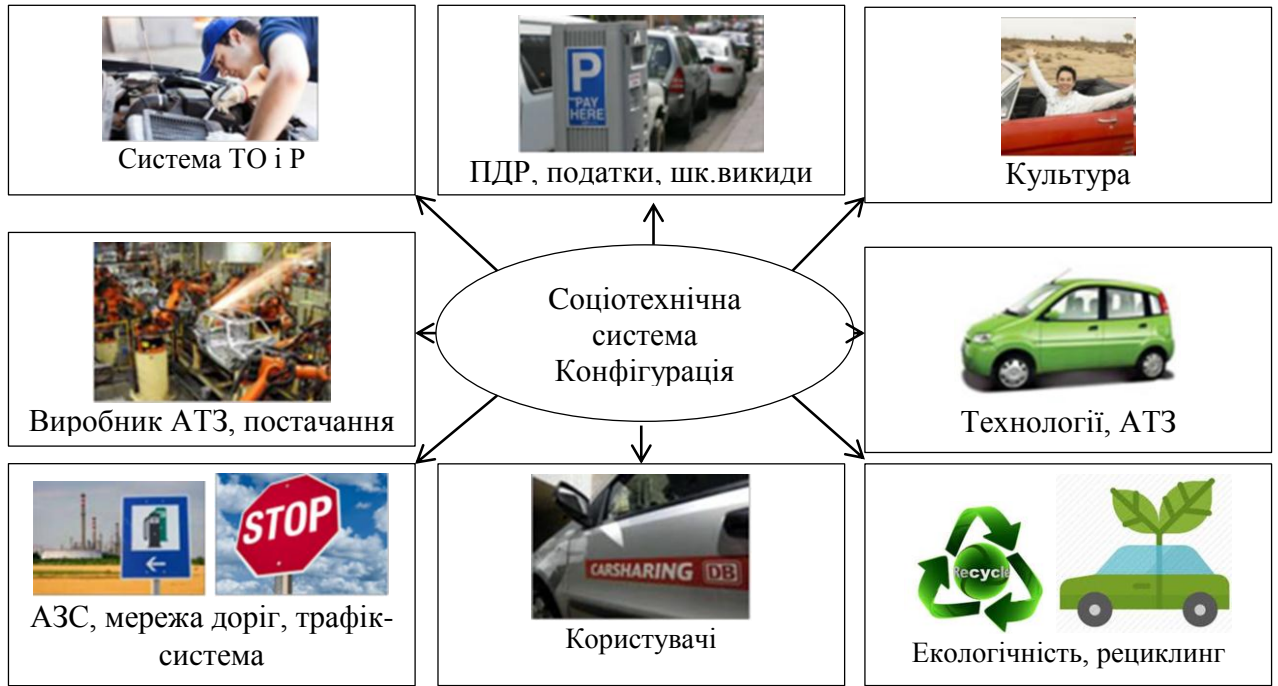 P
PAY
HERE
Система ТО і Р
ПДР, податки, шк.викиди
Культура
Соціотехнічна
система
Конфігурація
Виробник АТЗ, постачання
Технології, АТЗ
STOP
АЗС, мережа доріг, трафік-
система
CARSHARING DB
Користувачі
Recycle
Екологічність, рециклинг